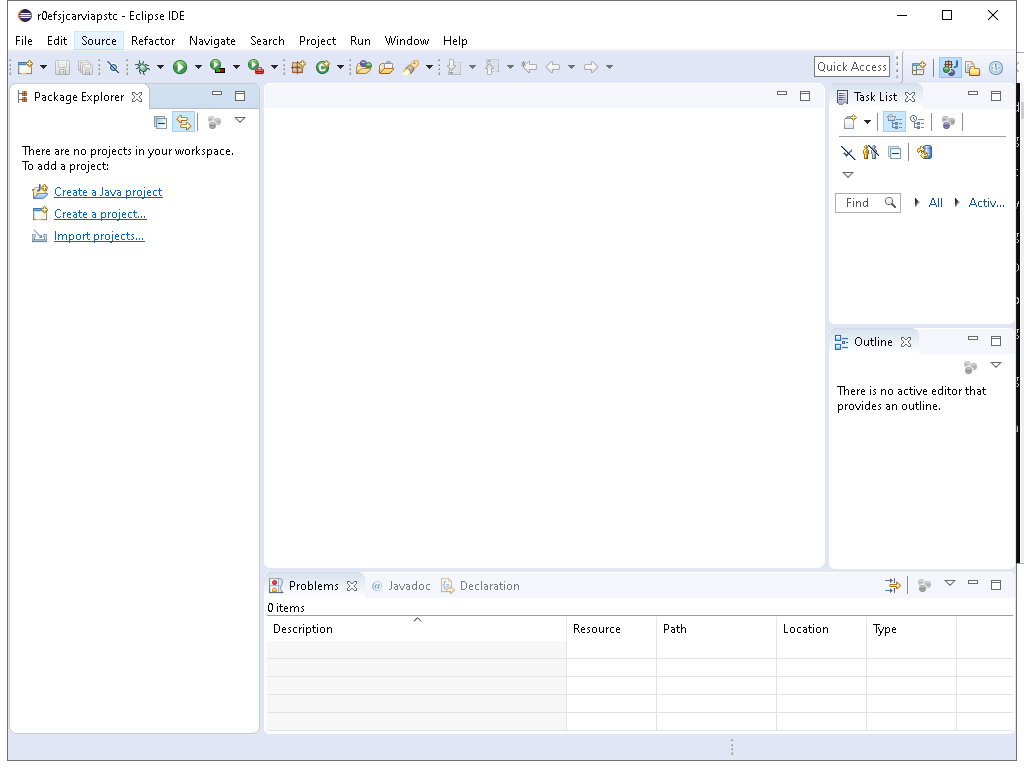 r0efsjcarviapstc - Eclipse IDE
File Edit Source Refactor Navigate Search Project Run Window Help
Quick Access
Package Explorer
There are no projects in your workspace.
To add a project:
Create a Java project
Create a project...
Import projects...
Task List
Find All Activ...
Outline
There is no active editor that
provides an outline.
Problems @ Javadoc Declaration
0 items
Description Resource Path Location Type